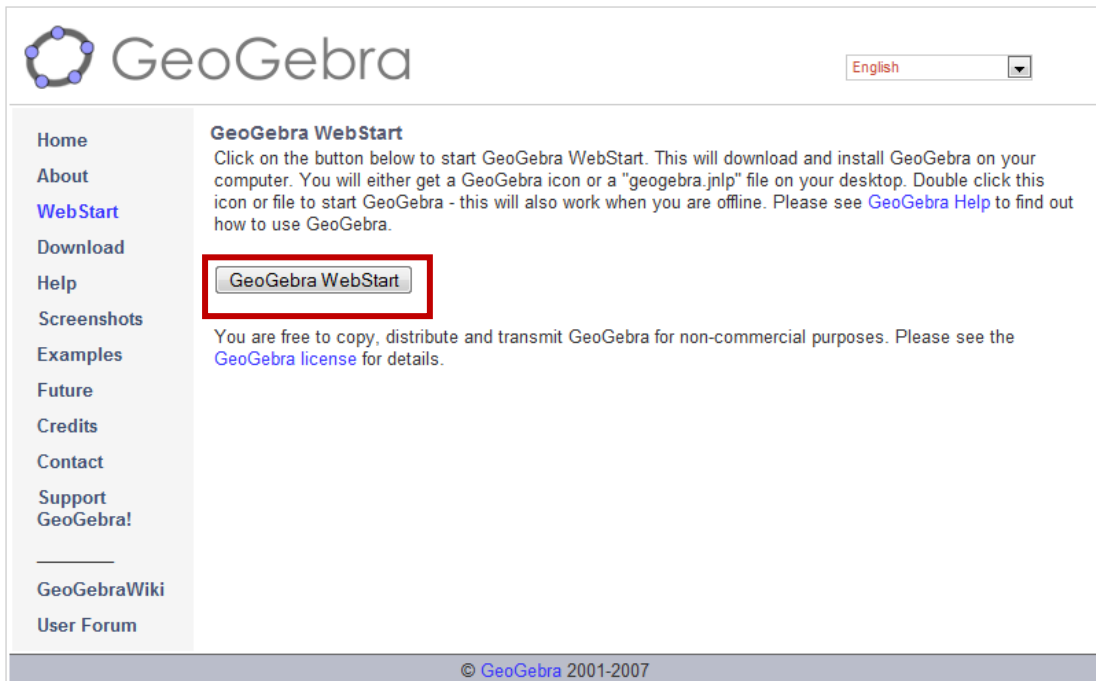 GeoGebra
English
Home
About
WebStart
Download
Help
Screenshots
Examples
Future
Credits
Contact
Support
GeoGebra!
GeoGebraWiki
User Forum
GeoGebra WebStart
Click on the button below to start GeoGebra WebStart. This will download and install GeoGebra on your
computer. You will either get a GeoGebra icon or a "geogebra.jnlp" file on your desktop. Double click this
icon or file to start GeoGebra - this will also work when you are offline. Please see GeoGebra Help to find out
how to use GeoGebra.
GeoGebra WebStart
You are free to copy, distribute and transmit GeoGebra for non-commercial purposes. Please see the
GeoGebra license for details.
© GeoGebra 2001-2007